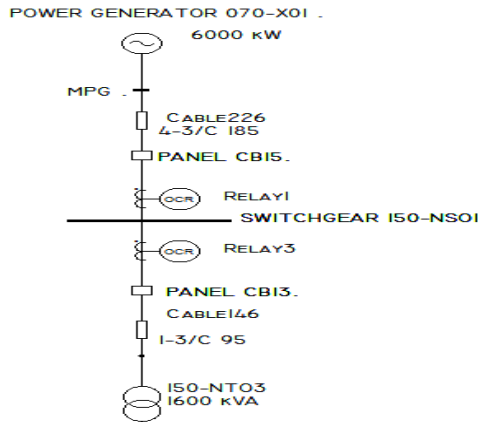 POWER GENERATOR 070-X01 .
6000 KW
MPG .
CABLE226
4-3/C 185
PANEL CB15.
OCR
RELAY1
SWITCHGEAR 150-NS01
OCR
RELAY3
PANEL CB13.
CABLE146
1-3/C 95
150-NT03
1600 KVA